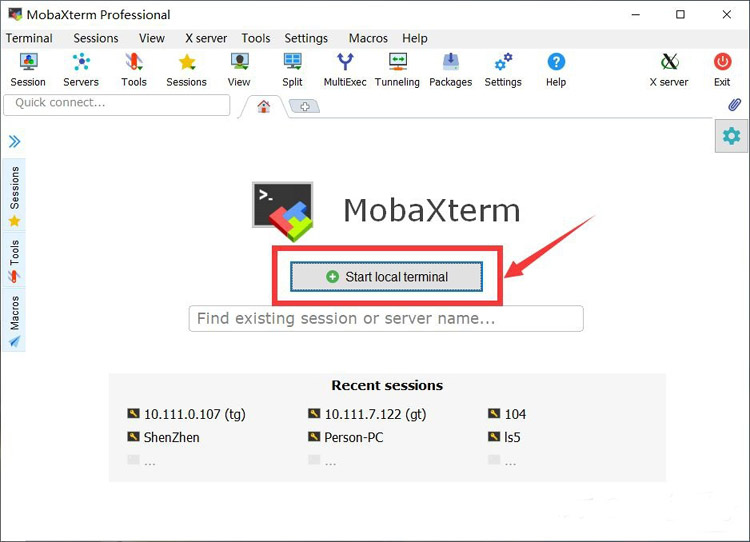 MobaXterm Professional
Terminal Sessions View X server Tools Settings Macros Help
Session Servers Tools Sessions View Split MultiExec Tunneling Packages Settings Help X server Exit
Quick connect...
Sessions
Tools
Macros
>_
MobaXterm
Start local terminal
Find existing session or server name...
Recent sessions
10.111.0.107 (tg) 10.111.7.122 (gt) 104
ShenZhen Person-PC ls5
... ... ...